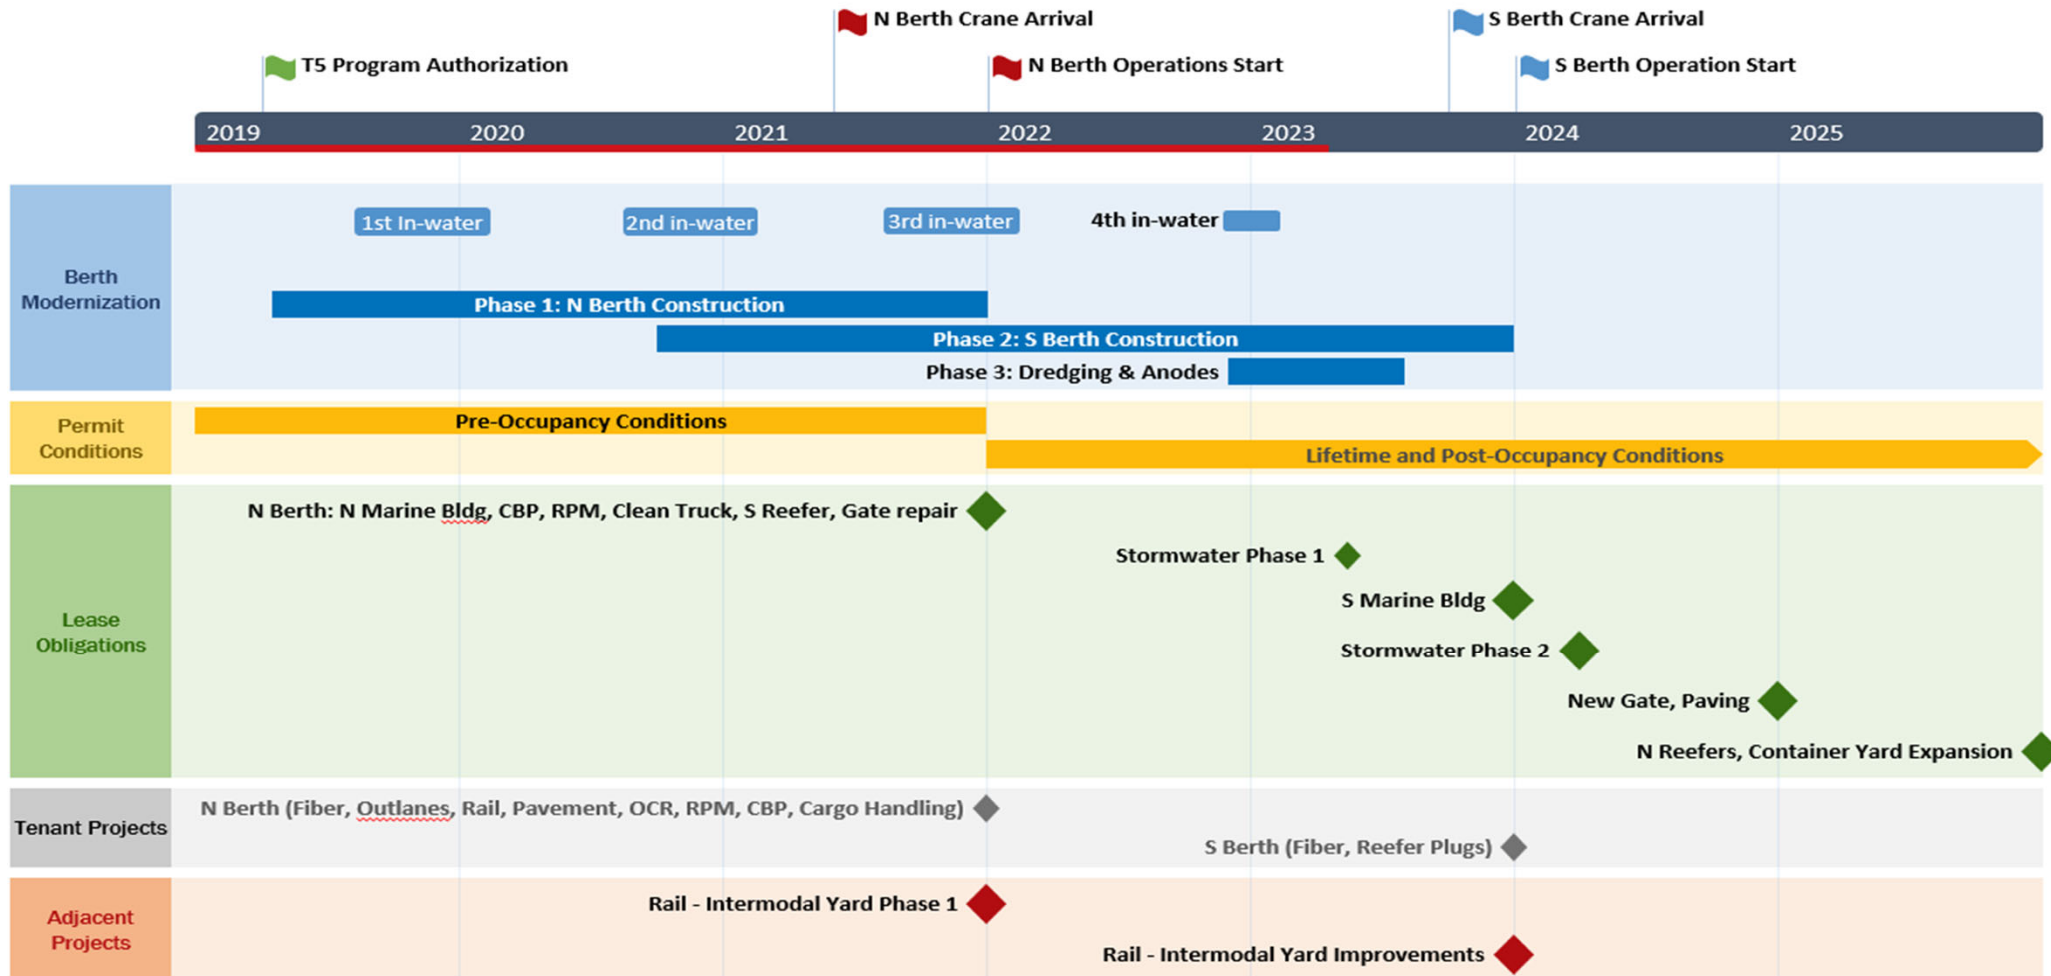 N Berth Crane Arrival
S Berth Crane Arrival
T5 Program Authorization
N Berth Operations Start
S Berth Operation Start
2019 2020 2021 2022 2023 2024 2025
Berth
Modernization
1st In-water
2nd in-water
3rd in-water
4th in-water
Phase 1: N Berth Construction
Phase 2: S Berth Construction
Phase 3: Dredging & Anodes
Permit
Conditions
Pre-Occupancy Conditions
Lifetime and Post-Occupancy Conditions
Lease
Obligations
N Berth: N Marine Bldg, CBP, RPM, Clean Truck, S Reefer, Gate repair
Stormwater Phase 1
S Marine Bldg
Stormwater Phase 2
New Gate, Paving
N Reefers, Container Yard Expansion
Tenant Projects
N Berth (Fiber, Outlanes, Rail, Pavement, OCR, RPM, CBP, Cargo Handling)
S Berth (Fiber, Reefer Plugs)
Adjacent
Projects
Rail - Intermodal Yard Phase 1
Rail - Intermodal Yard Improvements